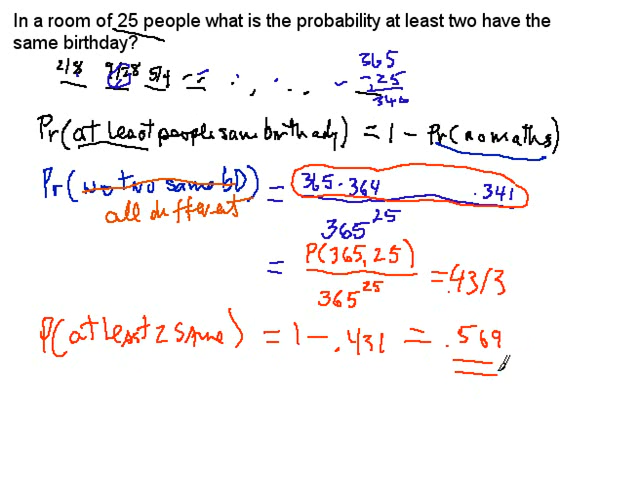 In a room of 25 people what is the probability at least two have the
same birthday?
365
2/8 9/28 5/4 - 25
340
Pr(at least people same birthday) = 1 - Pr(no maths)
Pr(no two same bD) = 365 · 364 . 341
all different 365^25
= P(365, 25) = .4313
365^25
P(at least 2 same) = 1 - .431 = .569